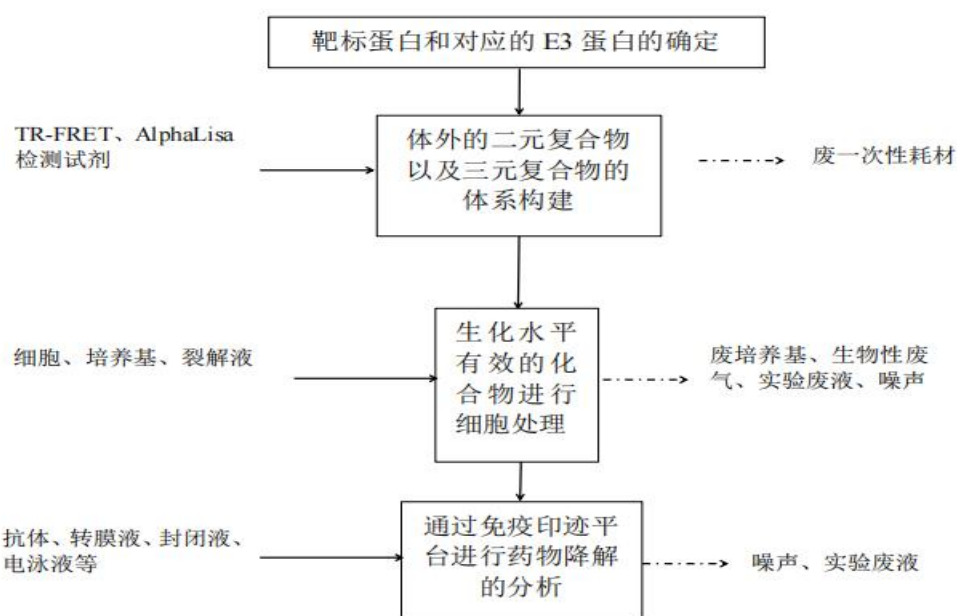 靶标蛋白和对应的 E3 蛋白的确定
TR-FRET、AlphaLisa
检测试剂
体外的二元复合物
以及三元复合物的
体系构建
废一次性耗材
细胞、培养基、裂解液
生化水平
有效的化
合物进行
细胞处理
废培养基、生物性废
气、实验废液、噪声
抗体、转膜液、封闭液、
电泳液等
通过免疫印迹平
台进行药物降解
的分析
噪声、实验废液